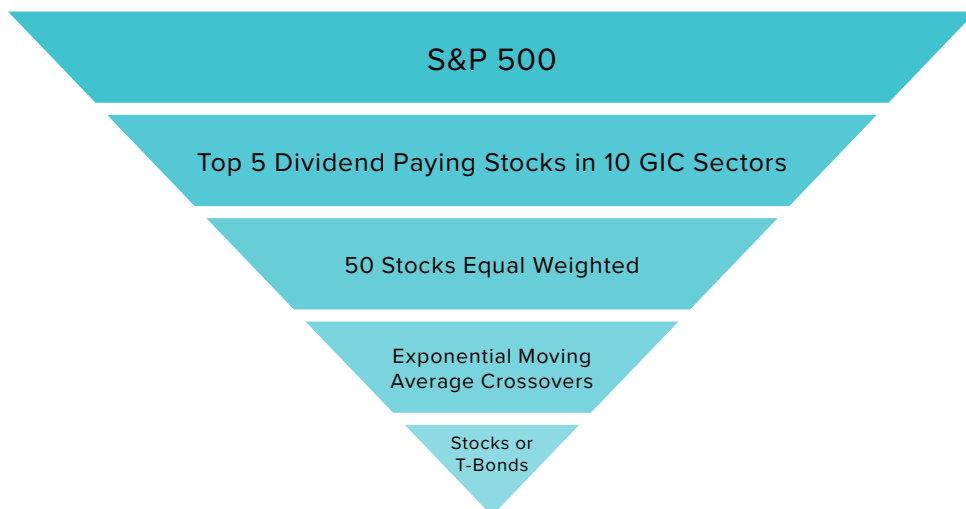 S&P 500
Top 5 Dividend Paying Stocks in 10 GIC Sectors
50 Stocks Equal Weighted
Exponential Moving
Average Crossovers
Stocks or
T-Bonds